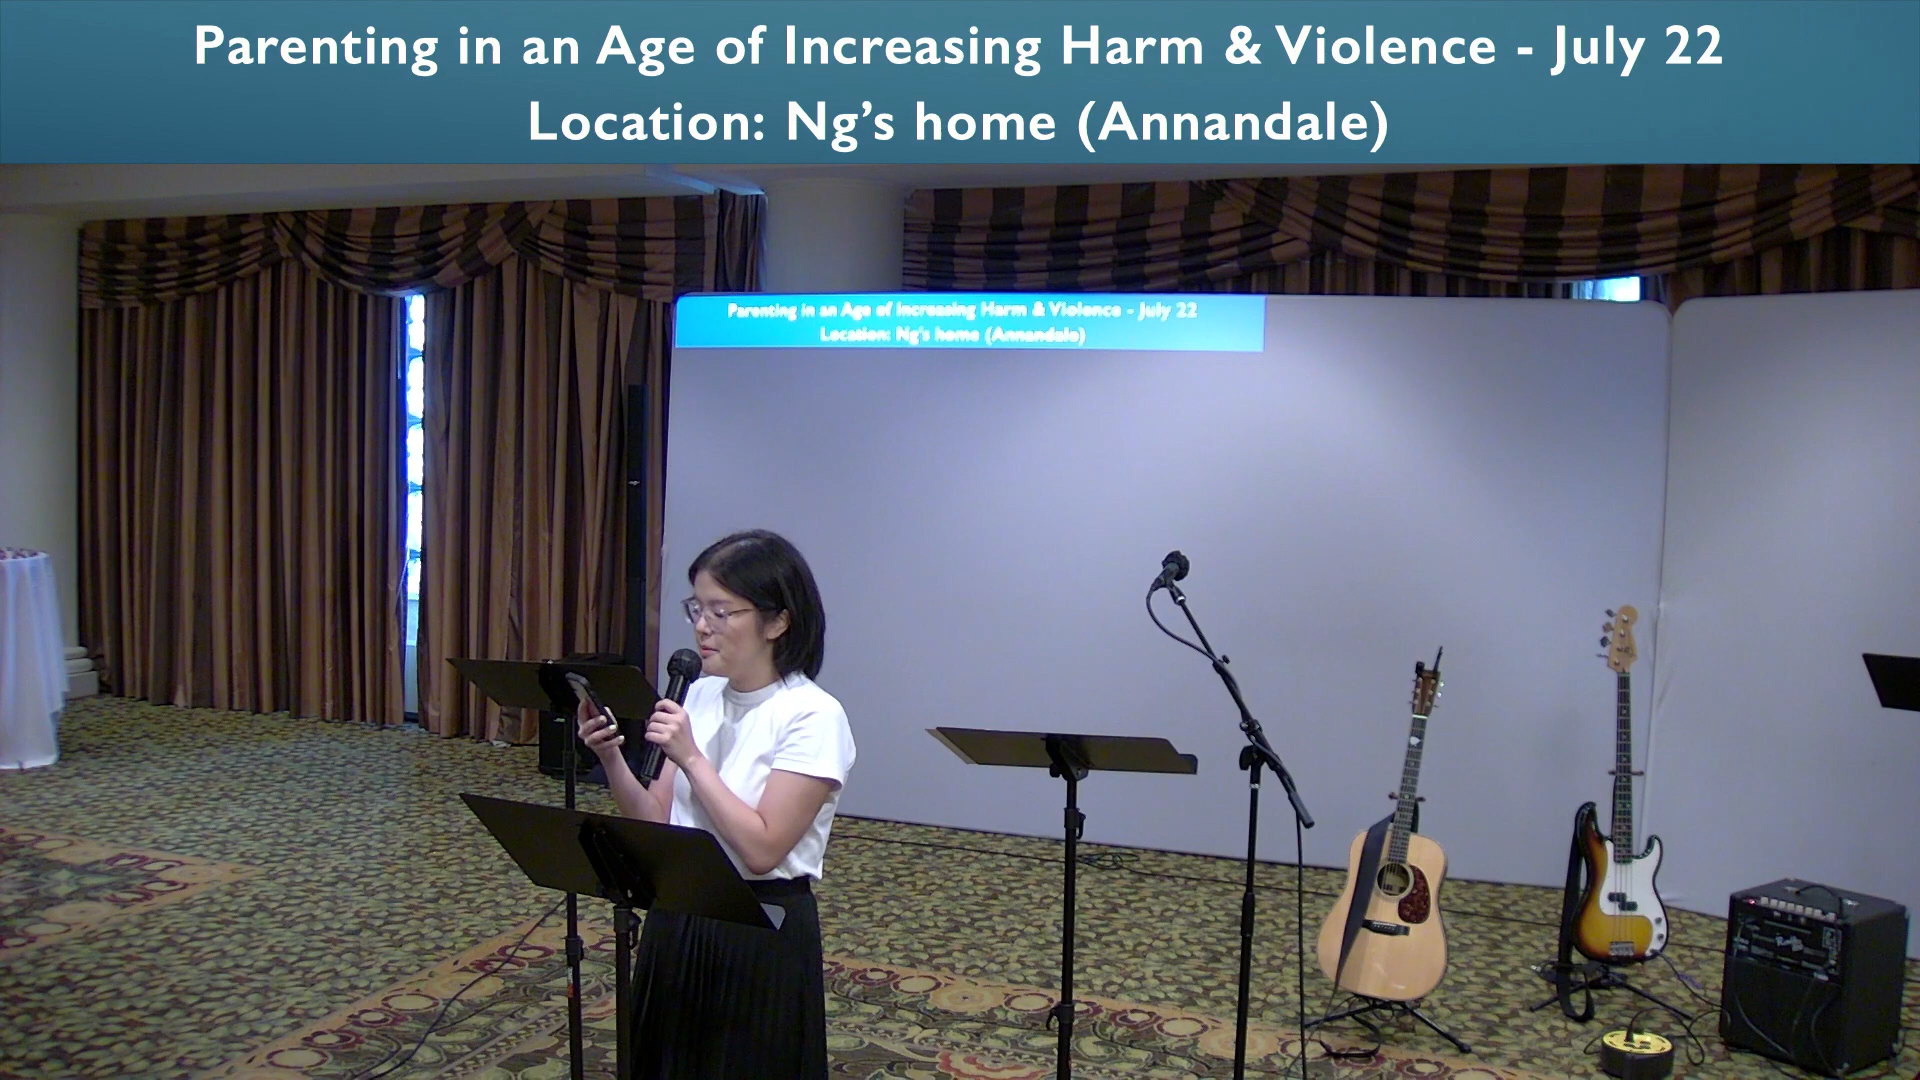 Parenting in an Age of Increasing Harm & Violence - July 22
Location: Ng's home (Annandale)
Parenting in an Age of Increasing Harm & Violence - July 22
Location: Ng's home (Annandale)